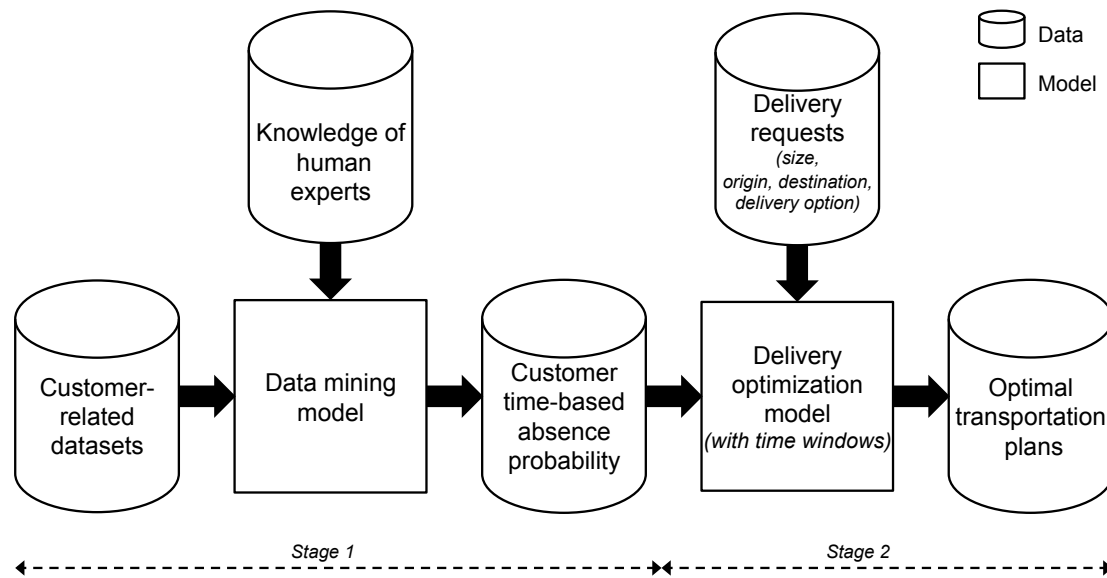 Data
Model
Knowledge of
human
experts
Delivery
requests
(size,
origin, destination,
delivery option)
Customer-
related
datasets
Data mining
model
Customer
time-based
absence
probability
Delivery
optimization
model
(with time windows)
Optimal
transportation
plans
Stage 1
Stage 2